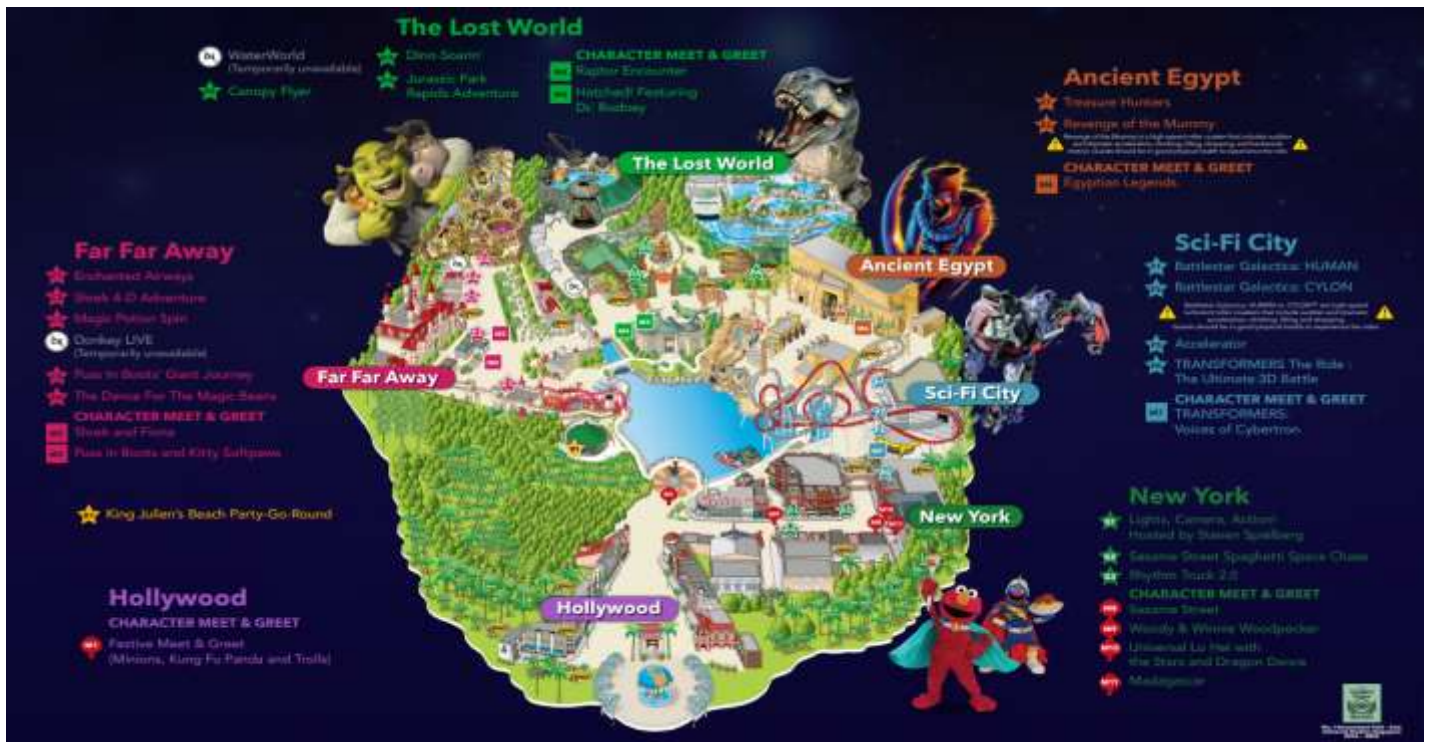 The Lost World
WaterWorld
(Temporarily unavailable)
Canopy Flyer
Dino-Soarin'
Jurassic Park
Rapids Adventure
CHARACTER MEET & GREET
Raptor Encounter
Hatched! Featuring
Dr. Rodney
Ancient Egypt
Treasure Hunters
Revenge of the Mummy
CHARACTER MEET & GREET
Egyptian Legends
Far Far Away
Enchanted Airways
Shrek 4-D Adventure
Magic Potion Spin
Donkey LIVE
(Temporarily unavailable)
Puss In Boots' Giant Journey
The Dance For The Magic Beans
CHARACTER MEET & GREET
Shrek and Fiona
Puss In Boots and Kitty Softpaws
King Julien's Beach Party-Go-Round
Hollywood
CHARACTER MEET & GREET
Festive Meet & Greet
(Minions, Kung Fu Panda and Trolls)
Sci-Fi City
Battlestar Galactica: HUMAN
Battlestar Galactica: CYLON
Accelerator
TRANSFORMERS The Ride :
The Ultimate 3D Battle
CHARACTER MEET & GREET
TRANSFORMERS:
Voices of Cybertron
New York
Lights, Camera, Action!
Hosted by Steven Spielberg
Sesame Street Spaghetti Space Chase
Rhythm Truck 2.0
CHARACTER MEET & GREET
Sesame Street
Woody & Winnie Woodpecker
Universal Lo Hei with
the Stars and Dragon Dance
Madagascar
The Lost World
Ancient Egypt
Far Far Away
Sci-Fi City
New York
Hollywood